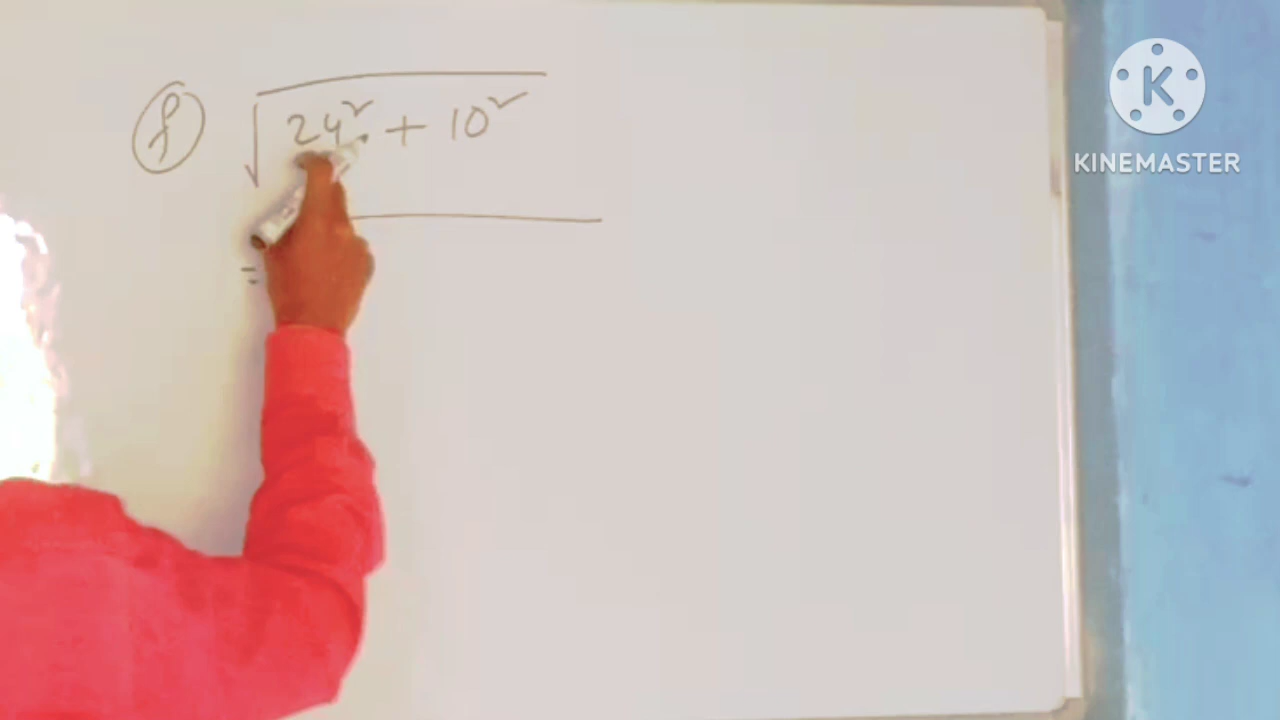 f √(24² + 10²)
=
K
KINEMASTER